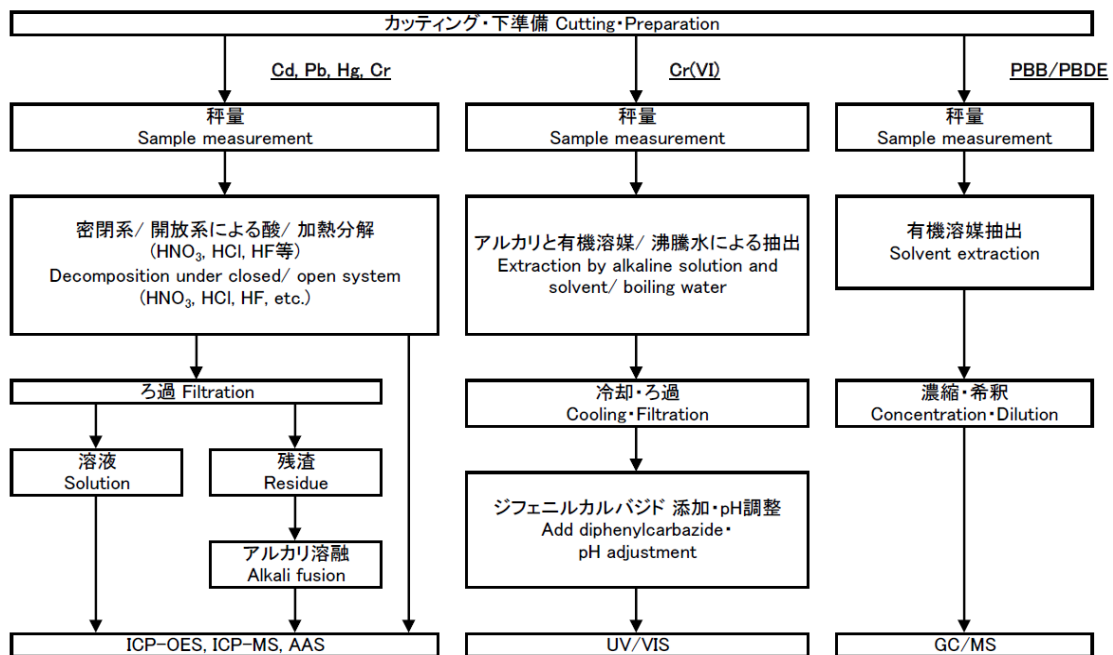 カッティング・下準備 Cutting・Preparation
Cd, Pb, Hg, Cr
秤量
Sample measurement
密閉系/ 開放系による酸/ 加熱分解
(HNO₃, HCl, HF等)
Decomposition under closed/ open system
(HNO₃, HCl, HF, etc.)
ろ過 Filtration
溶液
Solution
残渣
Residue
アルカリ溶融
Alkali fusion
ICP-OES, ICP-MS, AAS
Cr(VI)
秤量
Sample measurement
アルカリと有機溶媒/ 沸騰水による抽出
Extraction by alkaline solution and
solvent/ boiling water
冷却・ろ過
Cooling・Filtration
ジフェニルカルバジド 添加・pH調整
Add diphenylcarbazide・
pH adjustment
UV/VIS
PBB/PBDE
秤量
Sample measurement
有機溶媒抽出
Solvent extraction
濃縮・希釈
Concentration・Dilution
GC/MS